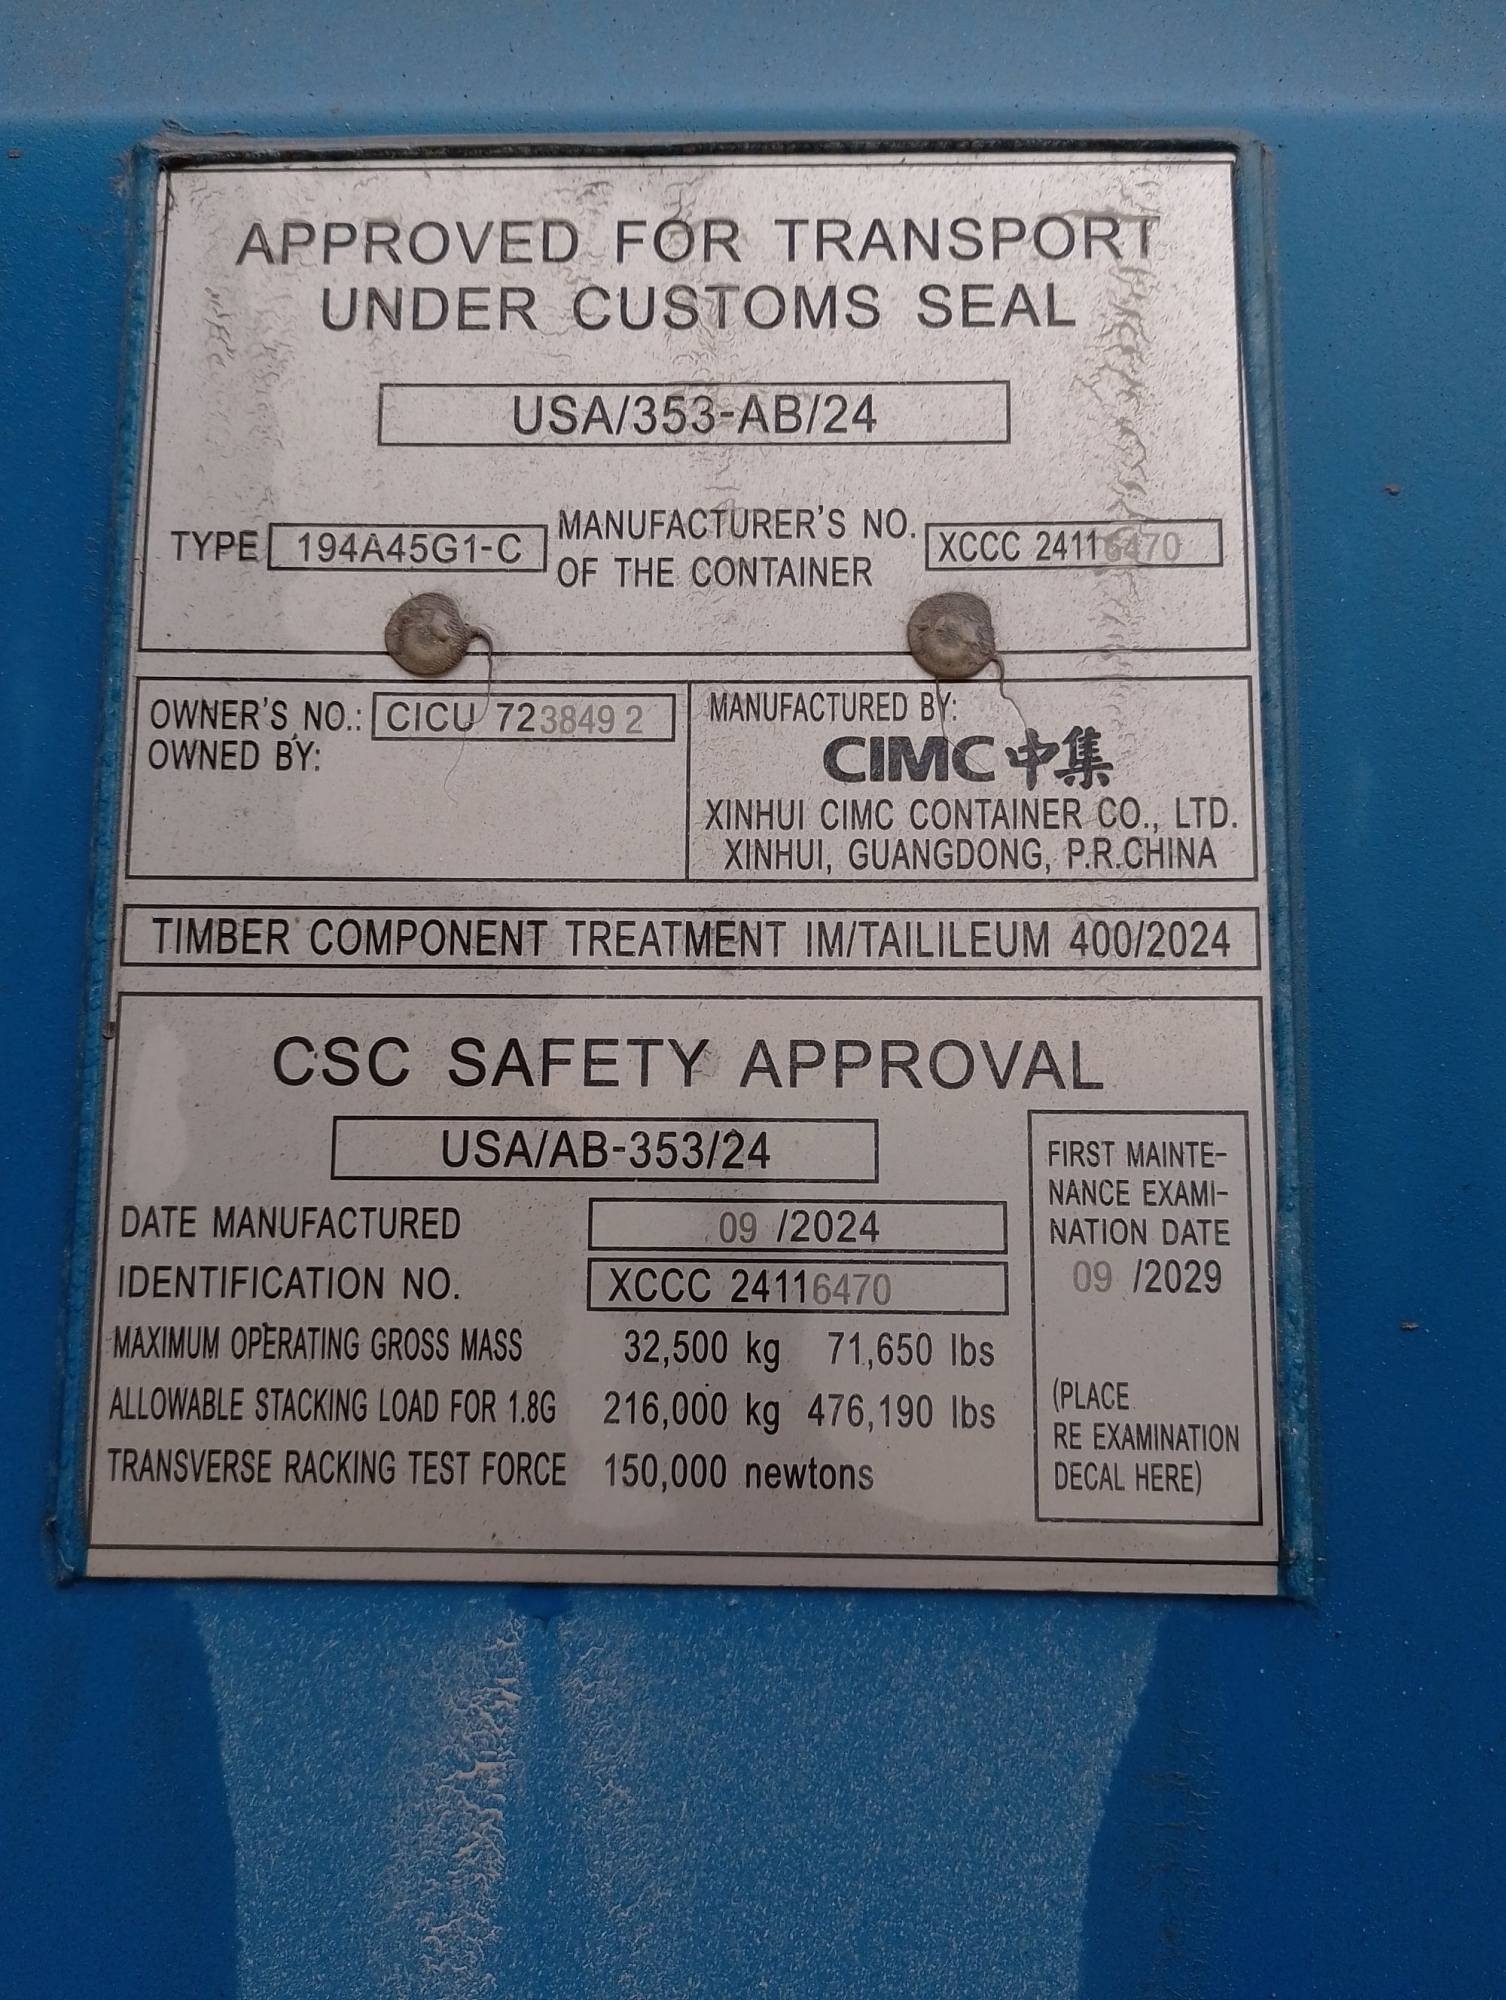 APPROVED FOR TRANSPORT
UNDER CUSTOMS SEAL
USA/353-AB/24
TYPE 194A45G1-C MANUFACTURER'S NO. OF THE CONTAINER XCCC 24116470
OWNER'S NO.: CICU 723849 2
OWNED BY:
MANUFACTURED BY:
CIMC 中集
XINHUI CIMC CONTAINER CO., LTD.
XINHUI, GUANGDONG, P.R.CHINA
TIMBER COMPONENT TREATMENT IM/TAILILEUM 400/2024
CSC SAFETY APPROVAL
USA/AB-353/24
DATE MANUFACTURED 09 /2024
IDENTIFICATION NO. XCCC 24116470
MAXIMUM OPERATING GROSS MASS 32,500 kg 71,650 lbs
ALLOWABLE STACKING LOAD FOR 1.8G 216,000 kg 476,190 lbs
TRANSVERSE RACKING TEST FORCE 150,000 newtons
FIRST MAINTE-
NANCE EXAMI-
NATION DATE
09 /2029
(PLACE
RE EXAMINATION
DECAL HERE)